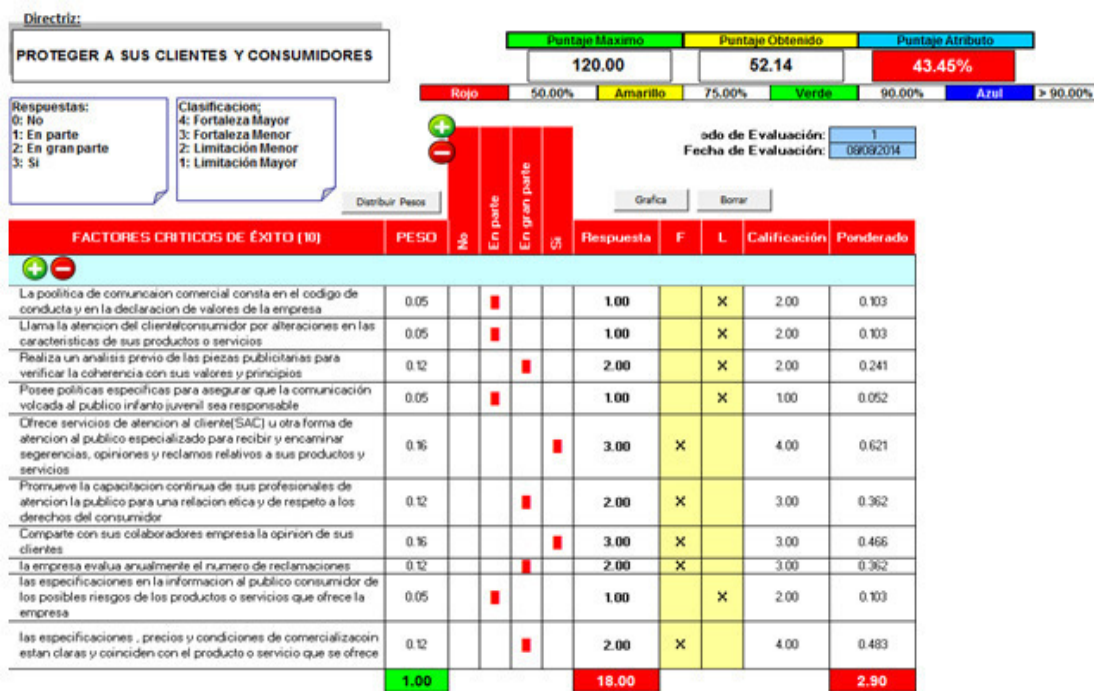 Directriz:
PROTEGER A SUS CLIENTES Y CONSUMIDORES
Puntaje Maximo Puntaje Obtenido Puntaje Atributo
120.00 52.14 43.45%
Rojo 50.00% Amarillo 75.00% Verde 90.00% Azul > 90.00%
Respuestas:
0: No
1: En parte
2: En gran parte
3: Si
Clasificacion;
4: Fortaleza Mayor
3: Fortaleza Menor
2: Limitación Menor
1: Limitación Mayor
odo de Evaluación: 1
Fecha de Evaluación: 08/08/2014
Distribuir Pesos
Grafica
Borrar
FACTORES CRITICOS DE ÉXITO (10) PESO No En parte En gran parte Si Respuesta F L Calificación Ponderado
La poolitica de comuncaion comercial consta en el codigo de
conducta y en la declaracion de valores de la empresa
0.05 1.00 X 2.00 0.103
Llama la atencion del cliente/consumidor por alteraciones en las
caracteristicas de sus productos o servicios
0.05 1.00 X 2.00 0.103
Realiza un analisis previo de las piezas publicitarias para
verificar la coherencia con sus valores y principios
0.12 2.00 X 2.00 0.241
Posee politicas especificas para asegurar que la comunicación
volcada al publico infanto juvenil sea responsable
0.05 1.00 X 1.00 0.052
Ofrece servicios de atencion al cliente(SAC) u otra forma de
atencion al publico especializado para recibir y encaminar
segerencias, opiniones y reclamos relativos a sus productos y
servicios
0.16 3.00 X 4.00 0.621
Promueve la capacitacion continua de sus profesionales de
atencion la publico para una relacion etica y de respeto a los
derechos del consumidor
0.12 2.00 X 3.00 0.362
Comparte con sus colaboradores empresa la opinion de sus
clientes
0.16 3.00 X 3.00 0.466
la empresa evalua anualmente el numero de reclamaciones
0.12 2.00 X 3.00 0.362
las especificaciones en la informacion al publico consumidor de
los posibles riesgos de los productos o servicios que ofrece la
empresa
0.05 1.00 X 2.00 0.103
las especificaciones , precios y condiciones de comercializacoin
estan claras y coinciden con el producto o servicio que se ofrece
0.12 2.00 X 4.00 0.483
1.00 18.00 2.90